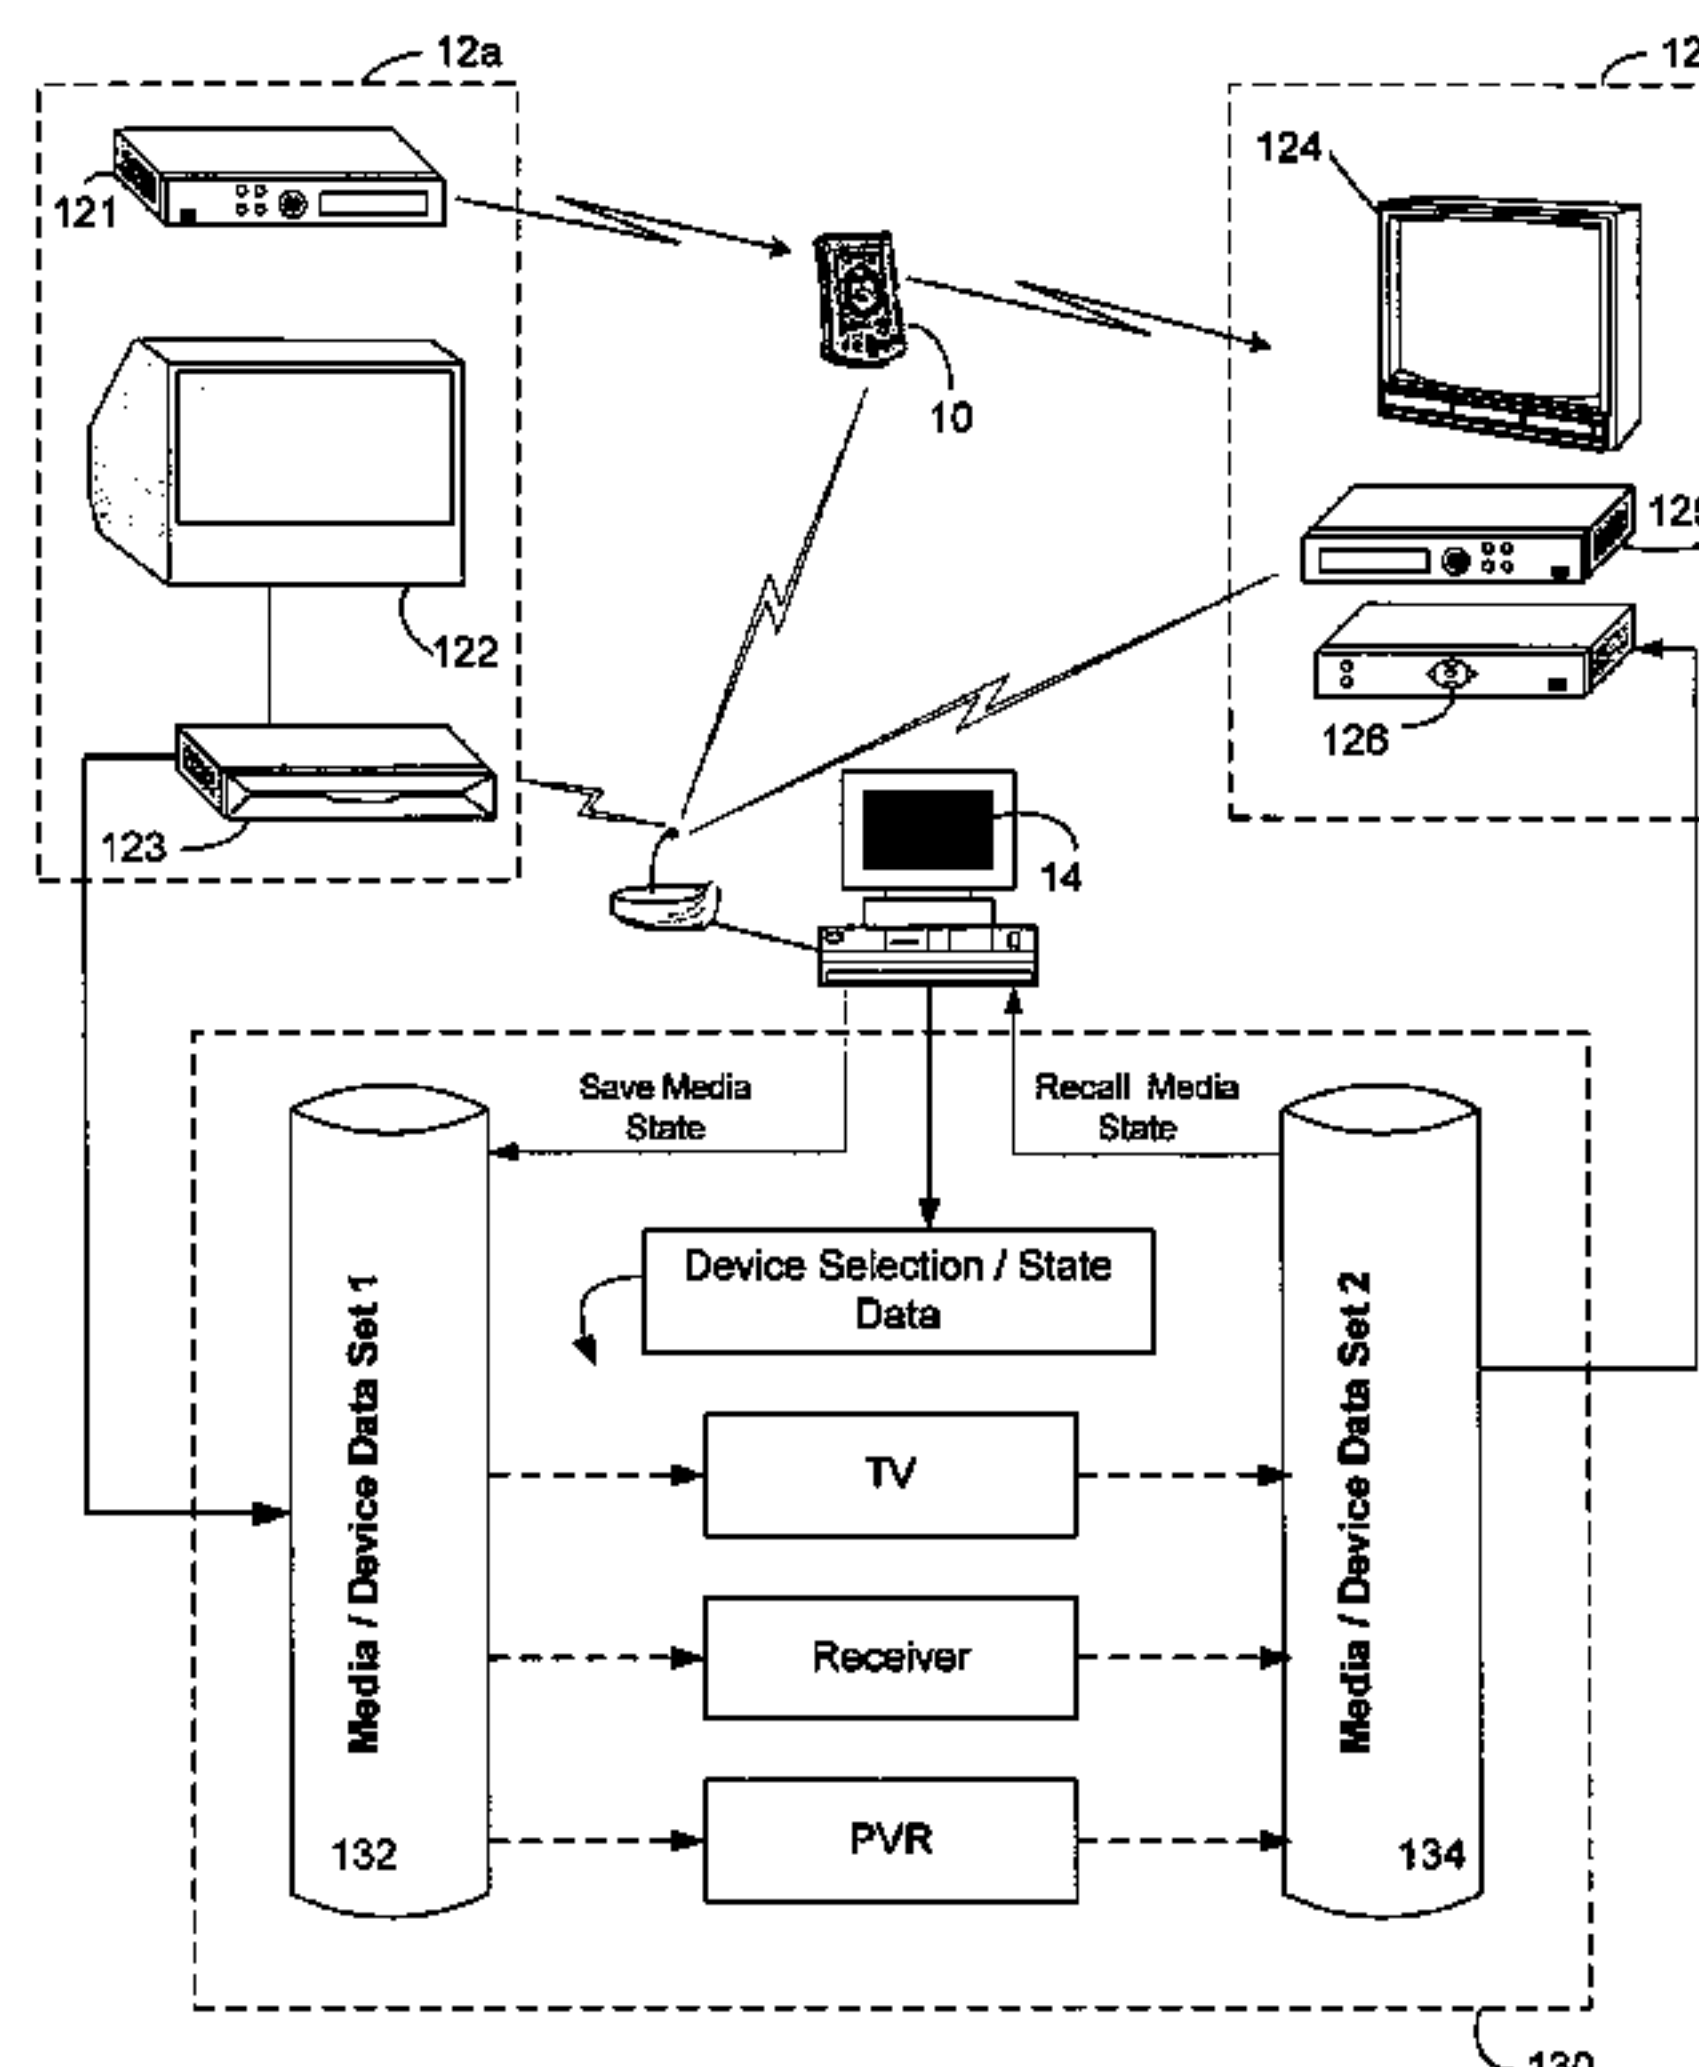 12a
12
121
124
10
125
122
126
123
14
Save Media
State
Recall Media
State
Device Selection / State
Data
Media / Device Data Set 1
Media / Device Data Set 2
TV
Receiver
PVR
132
134
130